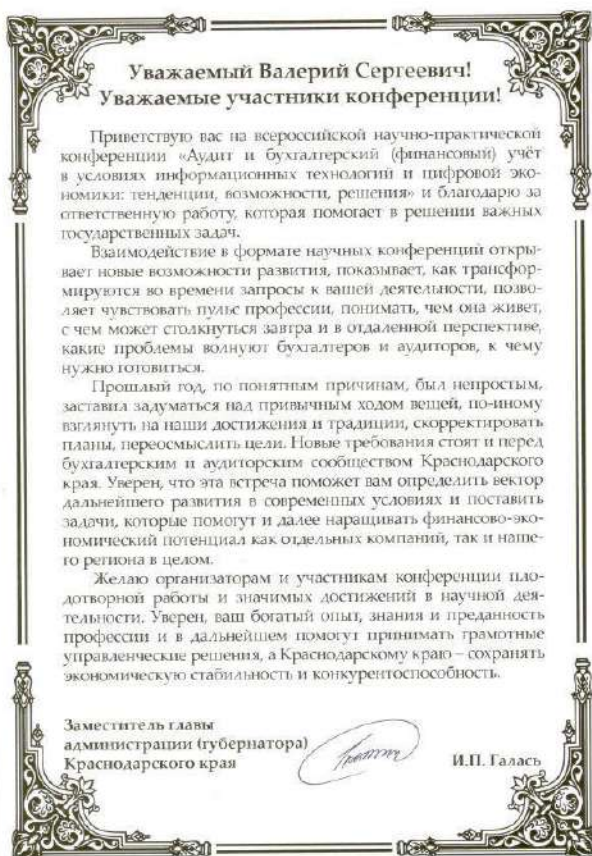 Уважаемый Валерий Сергеевич!
Уважаемые участники конференции!
Приветствую вас на всероссийской научно-практической
конференции «Аудит и бухгалтерский (финансовый) учёт
в условиях информационных технологий и цифровой эко-
номики: тенденции, возможности, решения» и благодарю за
ответственную работу, которая помогает в решении важных
государственных задач.
Взаимодействие в формате научных конференций откры-
вает новые возможности развития, показывает, как трансфор-
мируются во времени запросы к вашей деятельности, позво-
ляет чувствовать пульс профессии, понимать, чем она живет,
с чем может столкнуться завтра и в отдаленной перспективе,
какие проблемы волнуют бухгалтеров и аудиторов, к чему
нужно готовиться.
Прошлый год, по понятным причинам, был непростым,
заставил задуматься над привычным ходом вещей, по-иному
взглянуть на наши достижения и традиции, скорректировать
планы, переосмыслить цели. Новые требования стоят и перед
бухгалтерским и аудиторским сообществом Краснодарского
края. Уверен, что эта встреча поможет вам определить вектор
дальнейшего развития в современных условиях и поставить
задачи, которые помогут и далее наращивать финансово-эко-
номический потенциал как отдельных компаний, так и наше-
го региона в целом.
Желаю организаторам и участникам конференции пло-
дотворной работы и значимых достижений в научной дея-
тельности. Уверен, ваш богатый опыт, знания и преданность
профессии и в дальнейшем помогут принимать грамотные
управленческие решения, а Краснодарскому краю – сохранять
экономическую стабильность и конкурентоспособность.
Заместитель главы
администрации (губернатора)
Краснодарского края
И.П. Галась